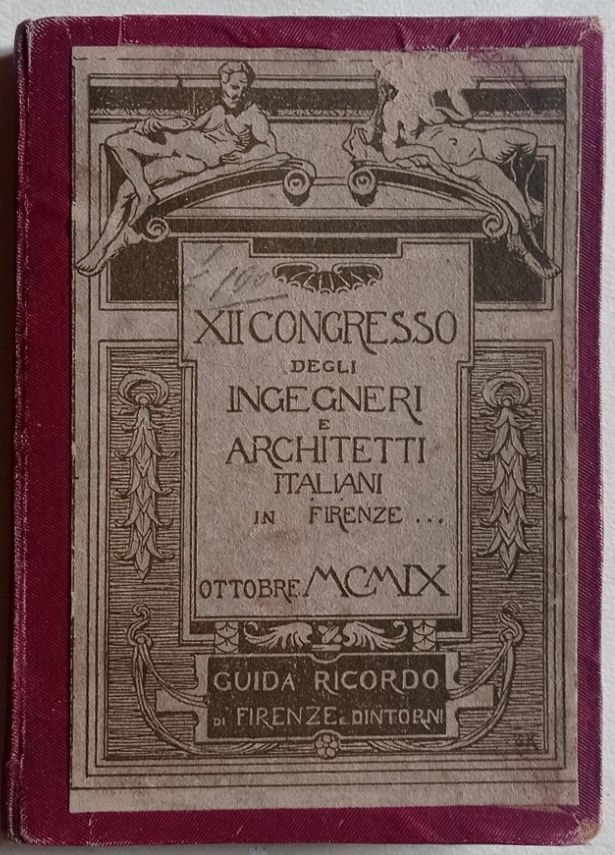 XII CONGRESSO
DEGLI
INGEGNERI
E
ARCHITETTI
ITALIANI
IN FIRENZE...
OTTOBRE MCMIX
GUIDA RICORDO
DI FIRENZE E DINTORNI